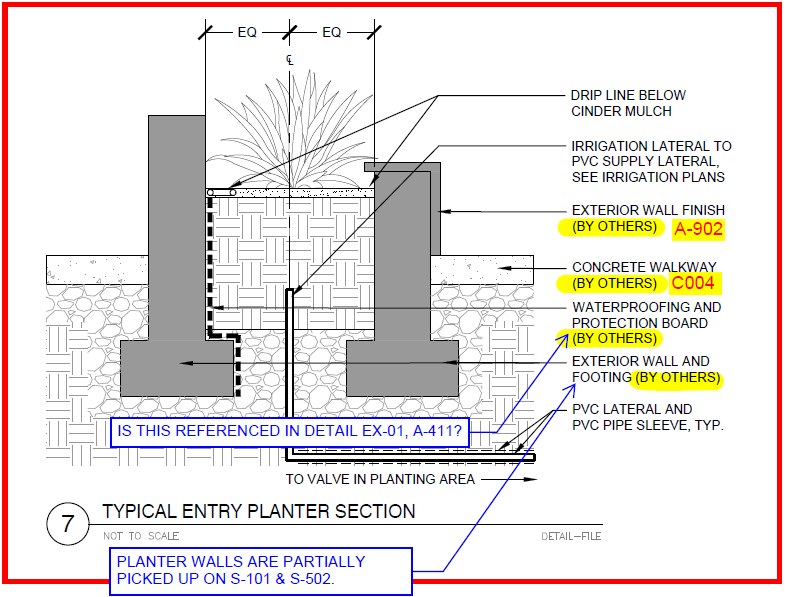 EQ EQ
℄
DRIP LINE BELOW
CINDER MULCH
IRRIGATION LATERAL TO
PVC SUPPLY LATERAL,
SEE IRRIGATION PLANS
EXTERIOR WALL FINISH
(BY OTHERS) A-902
CONCRETE WALKWAY
(BY OTHERS) C004
WATERPROOFING AND
PROTECTION BOARD
(BY OTHERS)
EXTERIOR WALL AND
FOOTING (BY OTHERS)
PVC LATERAL AND
PVC PIPE SLEEVE, TYP.
IS THIS REFERENCED IN DETAIL EX-01, A-411?
TO VALVE IN PLANTING AREA
7 TYPICAL ENTRY PLANTER SECTION
NOT TO SCALE DETAIL-FILE
PLANTER WALLS ARE PARTIALLY
PICKED UP ON S-101 & S-502.